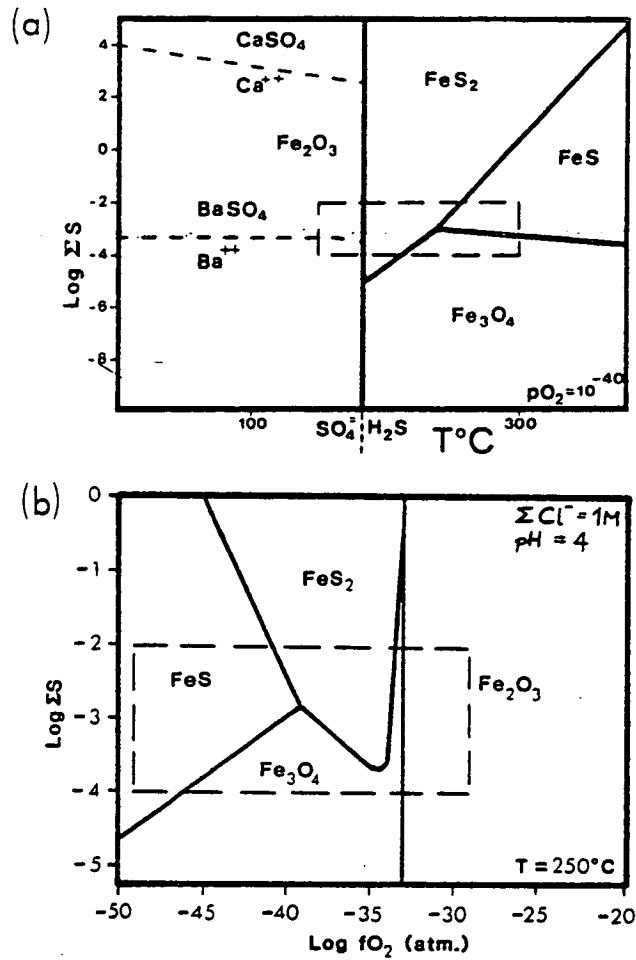 (a)
4
2
0
-2
-4
-6
-8
Log ΣS
CaSO₄
Ca⁺⁺
Fe₂O₃
BaSO₄
Ba⁺⁺
FeS₂
FeS
Fe₃O₄
pO₂=10⁻⁴⁰
100
SO₄⁼
H₂S
T°C
300
(b)
0
-1
-2
-3
-4
-5
Log ΣS
ΣCl⁻=1M
pH = 4
FeS₂
FeS
Fe₂O₃
Fe₃O₄
T=250°C
-50 -45 -40 -35 -30 -25 -20
Log fO₂ (atm.)